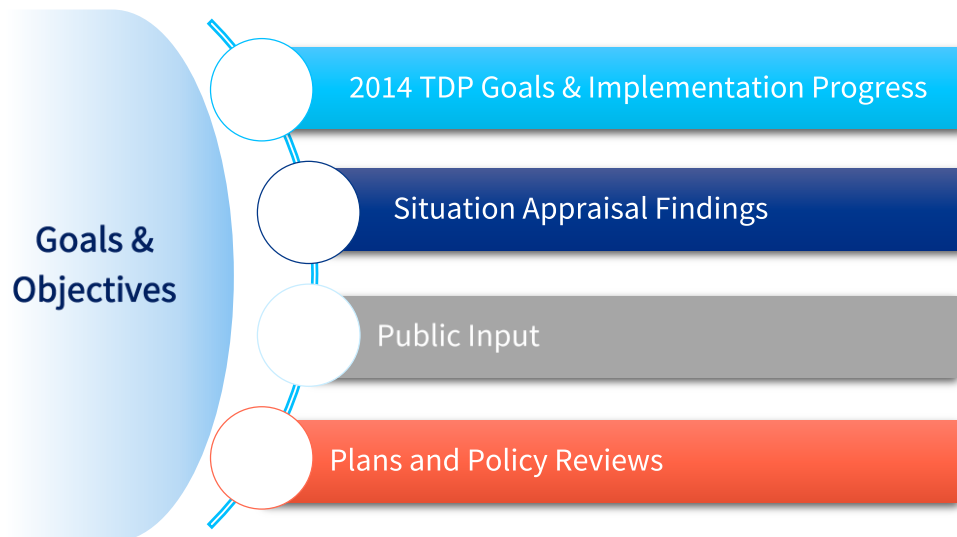 Goals &
Objectives
2014 TDP Goals & Implementation Progress
Situation Appraisal Findings
Public Input
Plans and Policy Reviews